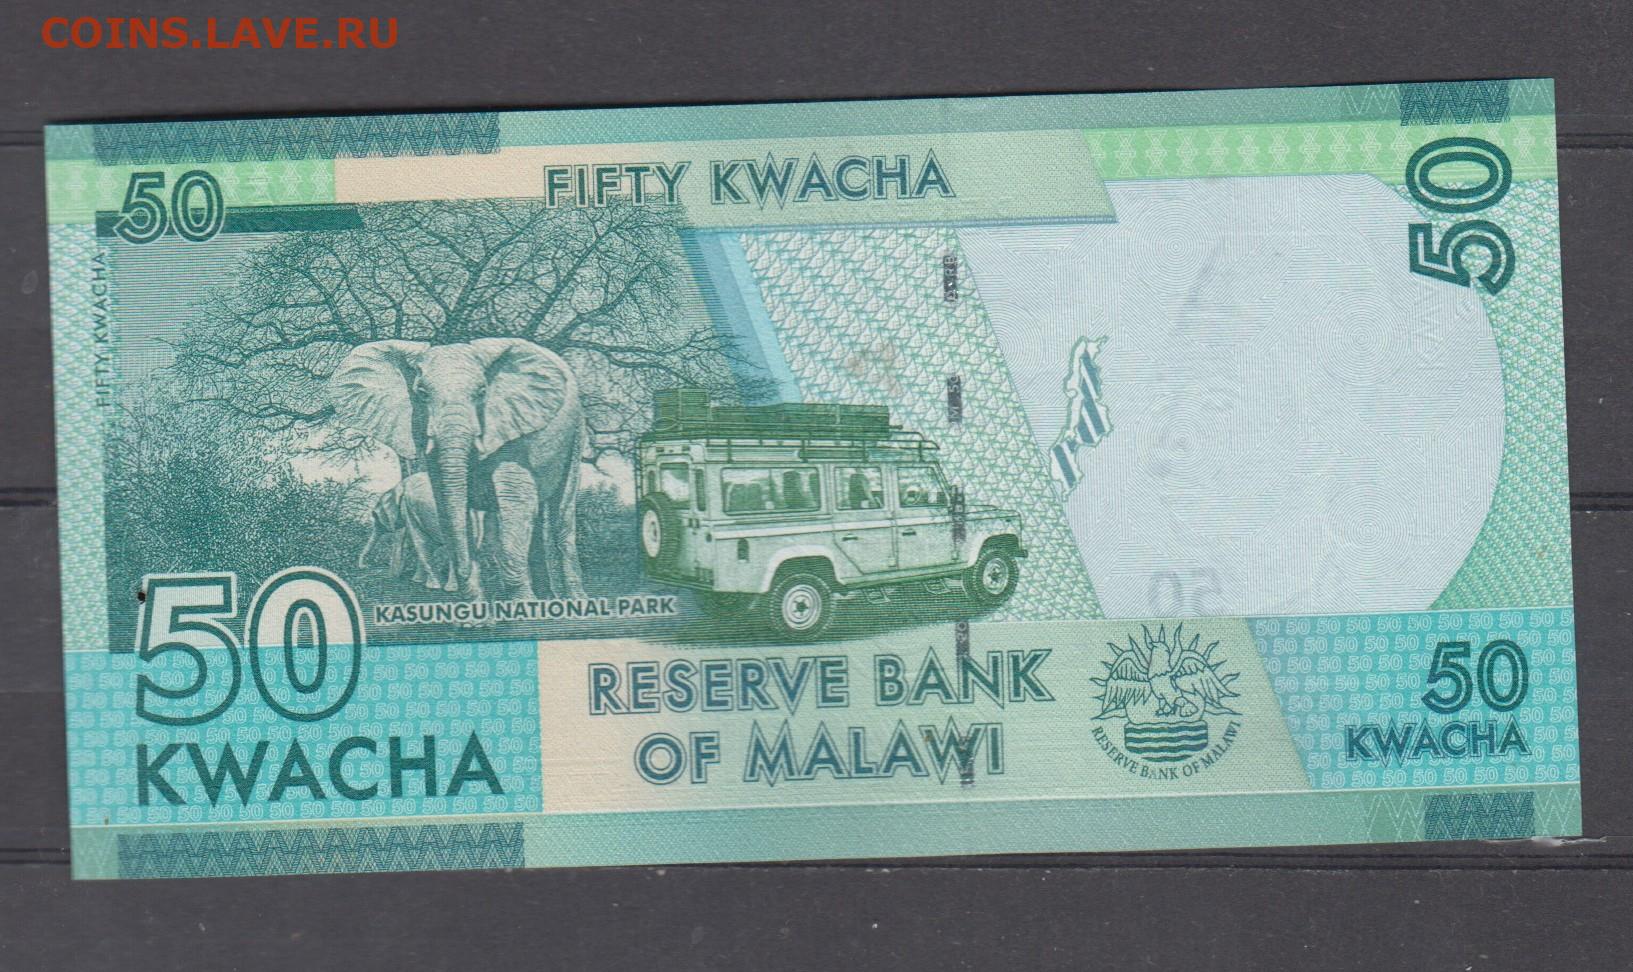 COINS.LAVE.RU
FIFTY KWACHA
50
50
FIFTY KWACHA
KASUNGU NATIONAL PARK
50
KWACHA
RESERVE BANK
OF MALAWI
RESERVE BANK OF MALAWI
50
KWACHA